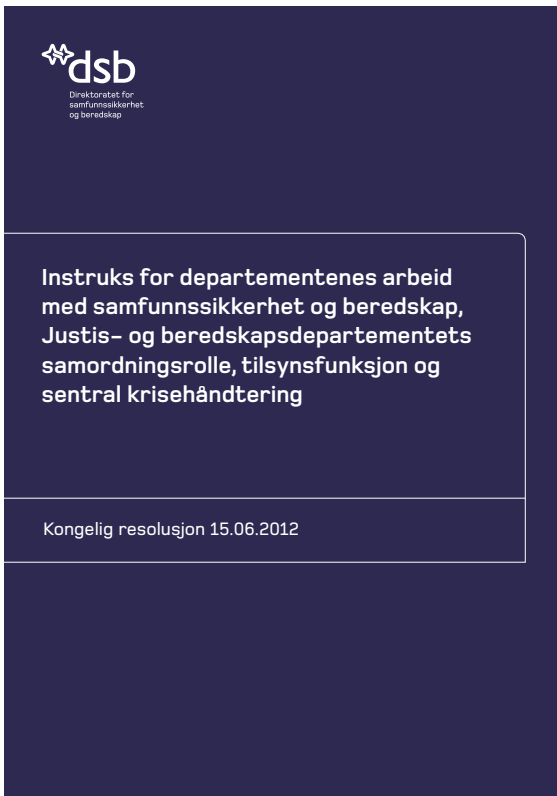 dsb
Direktoratet for
samfunnssikkerhet
og beredskap
Instruks for departementenes arbeid
med samfunnssikkerhet og beredskap,
Justis– og beredskapsdepartementets
samordningsrolle, tilsynsfunksjon og
sentral krisehåndtering
Kongelig resolusjon 15.06.2012